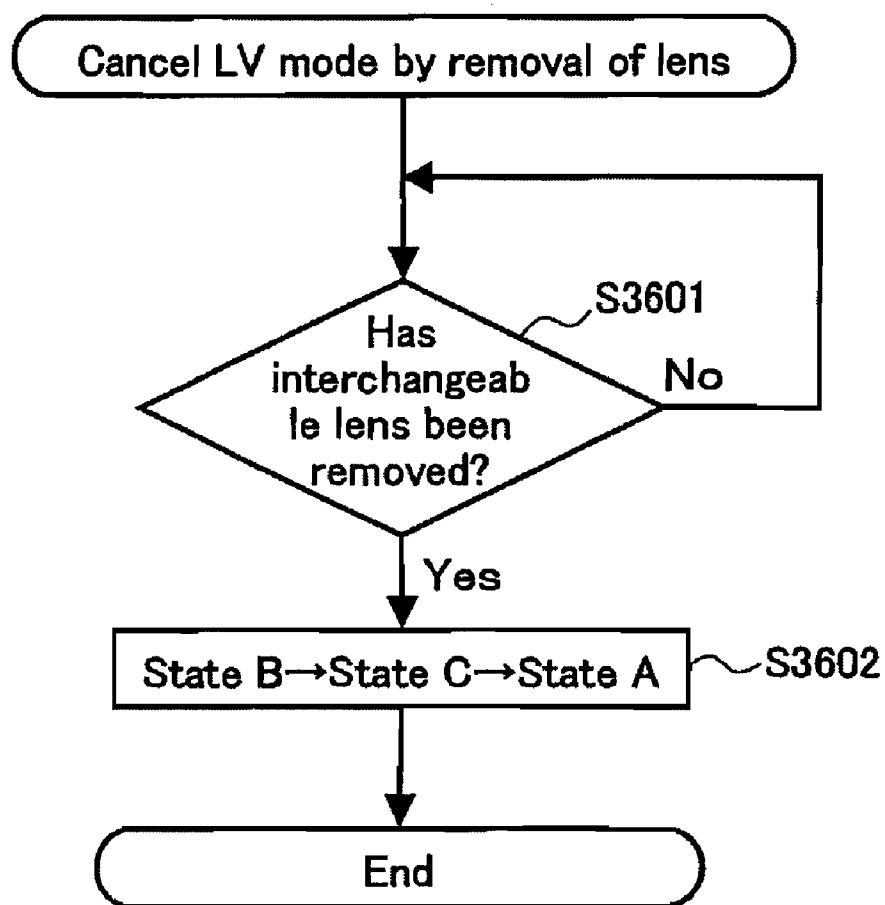 Cancel LV mode by removal of lens
S3601
Has
interchangeab
le lens been
removed?
No
Yes
State B→State C→State A
S3602
End